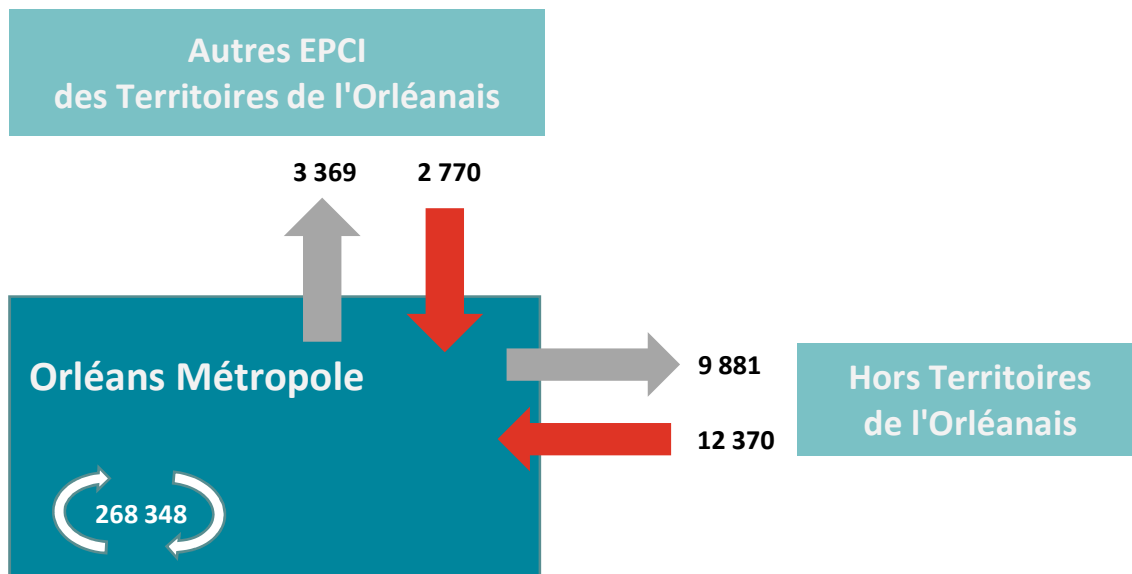 Autres EPCI
des Territoires de l'Orléanais
3 369 2 770
Orléans Métropole
9 881
12 370
Hors Territoires
de l'Orléanais
268 348